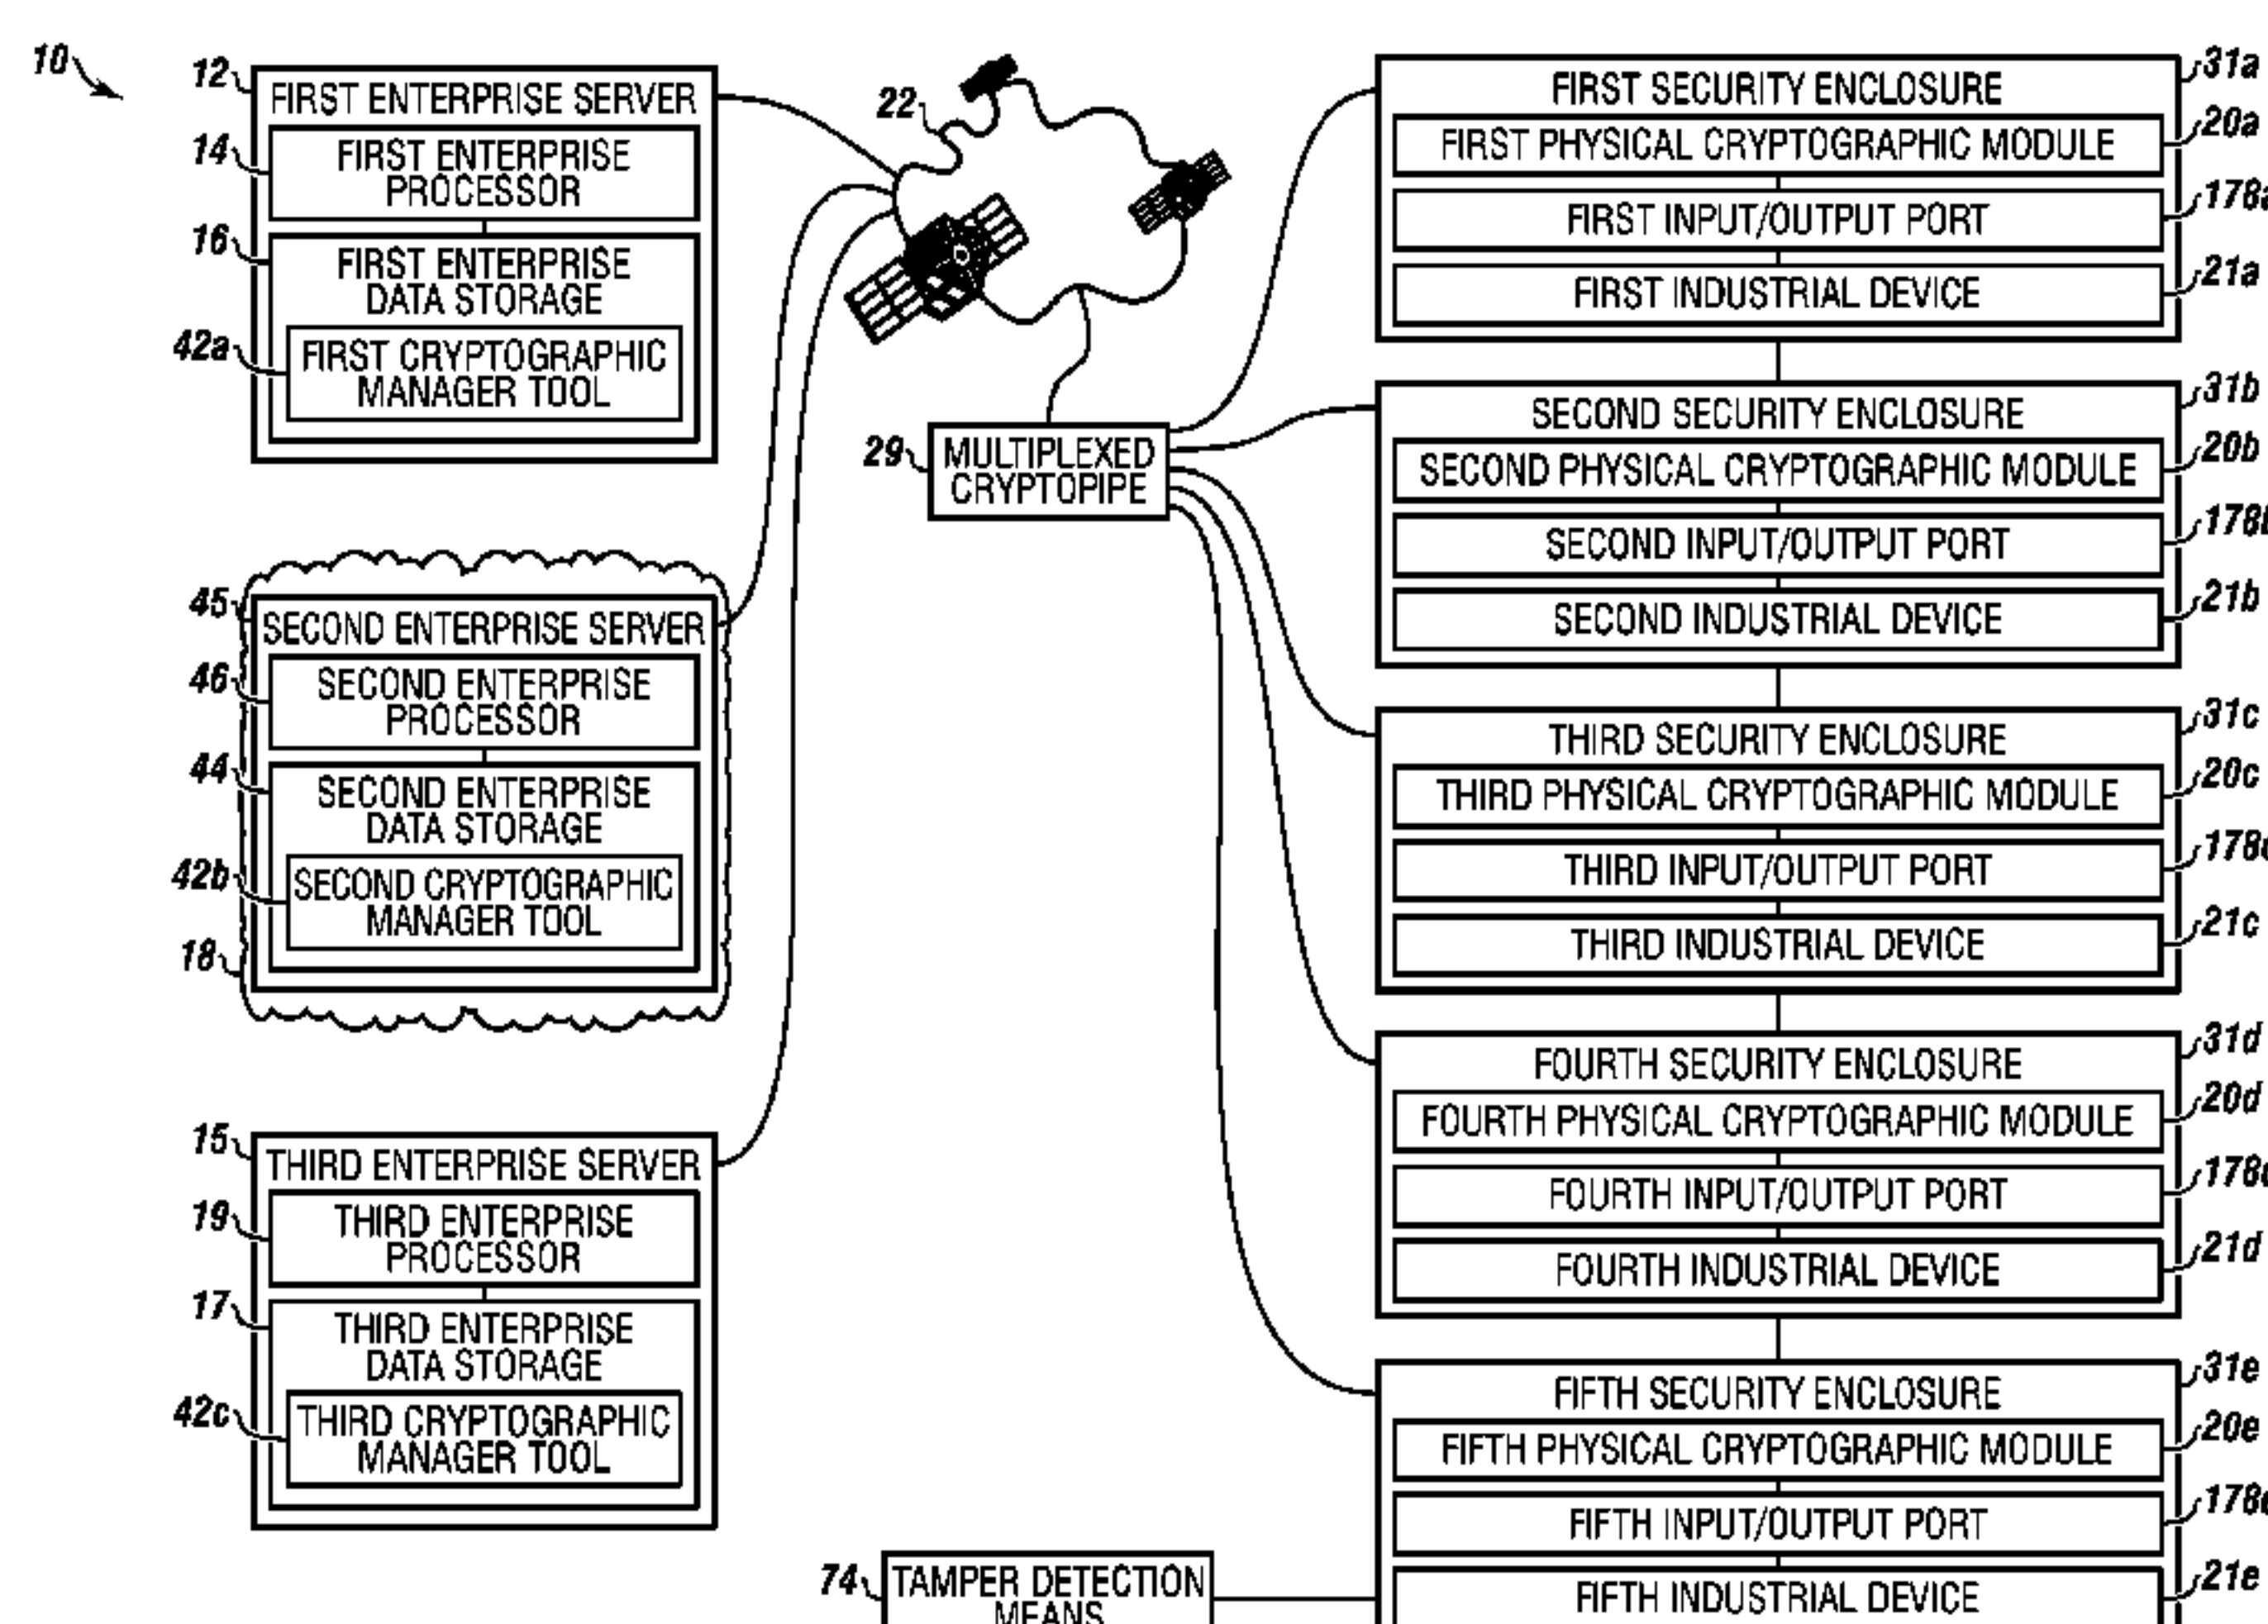 10
12
FIRST ENTERPRISE SERVER
14
FIRST ENTERPRISE
PROCESSOR
16
FIRST ENTERPRISE
DATA STORAGE
42a
FIRST CRYPTOGRAPHIC
MANAGER TOOL
45
SECOND ENTERPRISE SERVER
46
SECOND ENTERPRISE
PROCESSOR
44
SECOND ENTERPRISE
DATA STORAGE
42b
SECOND CRYPTOGRAPHIC
MANAGER TOOL
18
15
THIRD ENTERPRISE SERVER
19
THIRD ENTERPRISE
PROCESSOR
17
THIRD ENTERPRISE
DATA STORAGE
42c
THIRD CRYPTOGRAPHIC
MANAGER TOOL
22
29
MULTIPLEXED
CRYPTOPIPE
74
TAMPER DETECTION
MEANS
FIRST SECURITY ENCLOSURE
31a
FIRST PHYSICAL CRYPTOGRAPHIC MODULE
20a
FIRST INPUT/OUTPUT PORT
178a
FIRST INDUSTRIAL DEVICE
21a
SECOND SECURITY ENCLOSURE
31b
SECOND PHYSICAL CRYPTOGRAPHIC MODULE
20b
SECOND INPUT/OUTPUT PORT
178b
SECOND INDUSTRIAL DEVICE
21b
THIRD SECURITY ENCLOSURE
31c
THIRD PHYSICAL CRYPTOGRAPHIC MODULE
20c
THIRD INPUT/OUTPUT PORT
178c
THIRD INDUSTRIAL DEVICE
21c
FOURTH SECURITY ENCLOSURE
31d
FOURTH PHYSICAL CRYPTOGRAPHIC MODULE
20d
FOURTH INPUT/OUTPUT PORT
178d
FOURTH INDUSTRIAL DEVICE
21d
FIFTH SECURITY ENCLOSURE
31e
FIFTH PHYSICAL CRYPTOGRAPHIC MODULE
20e
FIFTH INPUT/OUTPUT PORT
178e
FIFTH INDUSTRIAL DEVICE
21e